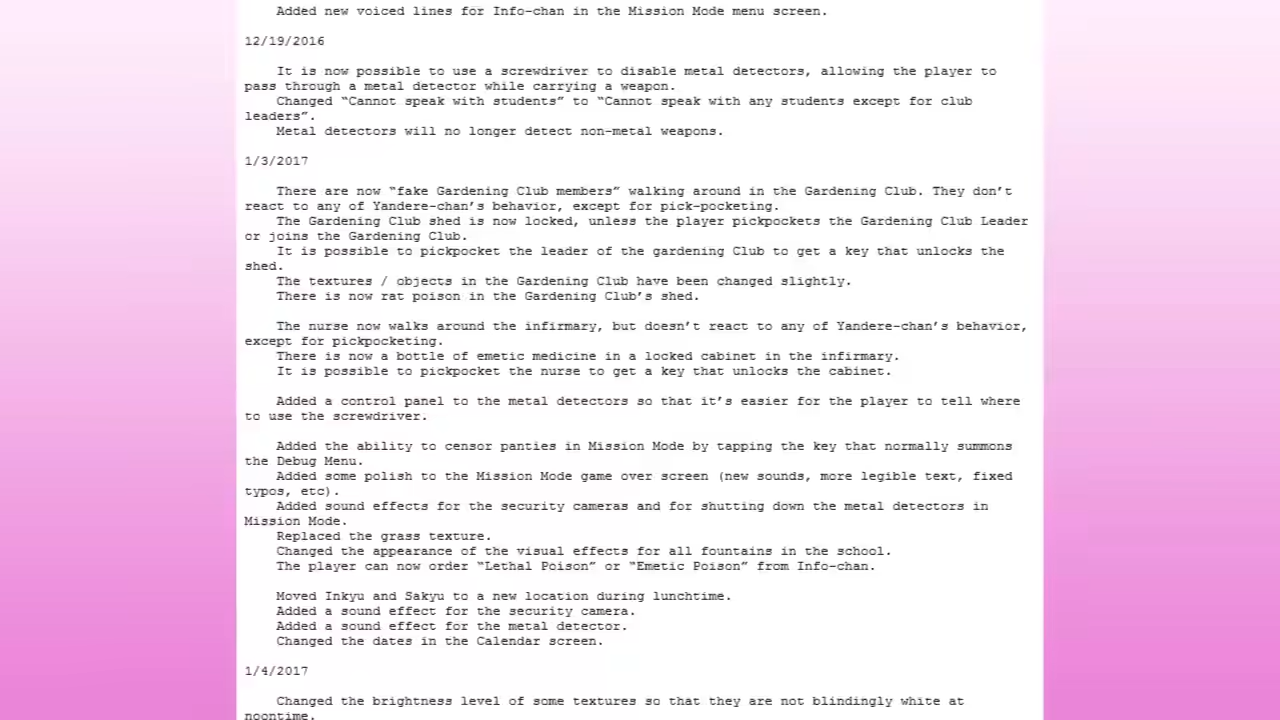 Added new voiced lines for Info-chan in the Mission Mode menu screen.
12/19/2016
It is now possible to use a screwdriver to disable metal detectors, allowing the player to
pass through a metal detector while carrying a weapon.
Changed “Cannot speak with students” to “Cannot speak with any students except for club
leaders”.
Metal detectors will no longer detect non-metal weapons.
1/3/2017
There are now “fake Gardening Club members” walking around in the Gardening Club. They don’t
react to any of Yandere-chan’s behavior, except for pick-pocketing.
The Gardening Club shed is now locked, unless the player pickpockets the Gardening Club Leader
or joins the Gardening Club.
It is possible to pickpocket the leader of the gardening Club to get a key that unlocks the
shed.
The textures / objects in the Gardening Club have been changed slightly.
There is now rat poison in the Gardening Club’s shed.
The nurse now walks around the infirmary, but doesn’t react to any of Yandere-chan’s behavior,
except for pickpocketing.
There is now a bottle of emetic medicine in a locked cabinet in the infirmary.
It is possible to pickpocket the nurse to get a key that unlocks the cabinet.
Added a control panel to the metal detectors so that it’s easier for the player to tell where
to use the screwdriver.
Added the ability to censor panties in Mission Mode by tapping the key that normally summons
the Debug Menu.
Added some polish to the Mission Mode game over screen (new sounds, more legible text, fixed
typos, etc).
Added sound effects for the security cameras and for shutting down the metal detectors in
Mission Mode.
Replaced the grass texture.
Changed the appearance of the visual effects for all fountains in the school.
The player can now order “Lethal Poison” or “Emetic Poison” from Info-chan.
Moved Inkyu and Sakyu to a new location during lunchtime.
Added a sound effect for the security camera.
Added a sound effect for the metal detector.
Changed the dates in the Calendar screen.
1/4/2017
Changed the brightness level of some textures so that they are not blindingly white at
noontime.